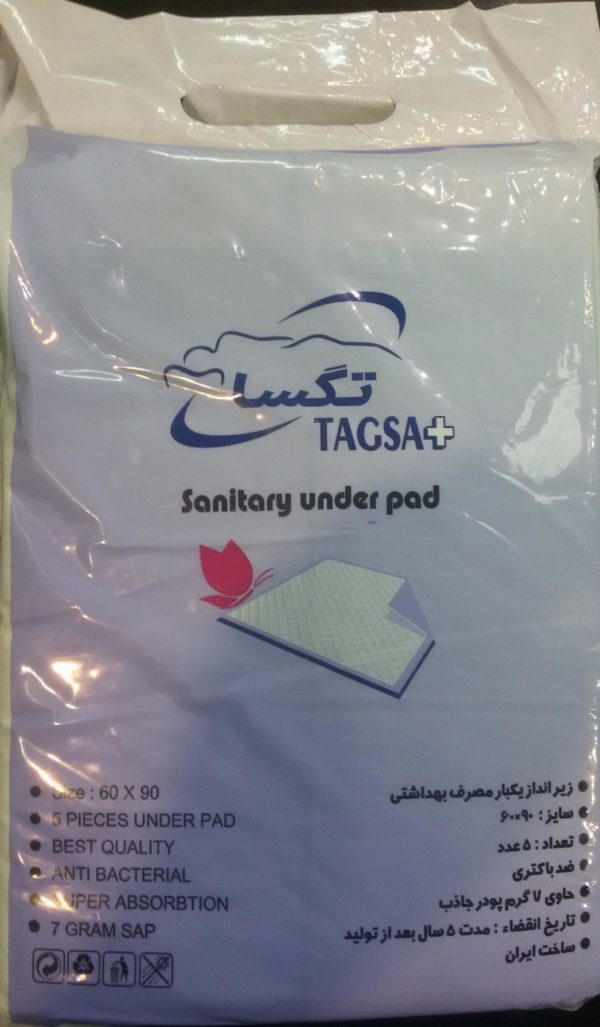 تگسا
TAGSA+
Sanitary under pad
Size : 60 X 90
5 PIECES UNDER PAD
BEST QUALITY
ANTI BACTERIAL
SUPER ABSORBTION
7 GRAM SAP
زیر انداز یکبار مصرف بهداشتی
سایز : ۶۰×۹۰
تعداد : ۵ عدد
ضد باکتری
حاوی ۷ گرم پودر جاذب
تاریخ انقضاء : مدت ۵ سال بعد از تولید
ساخت ایران